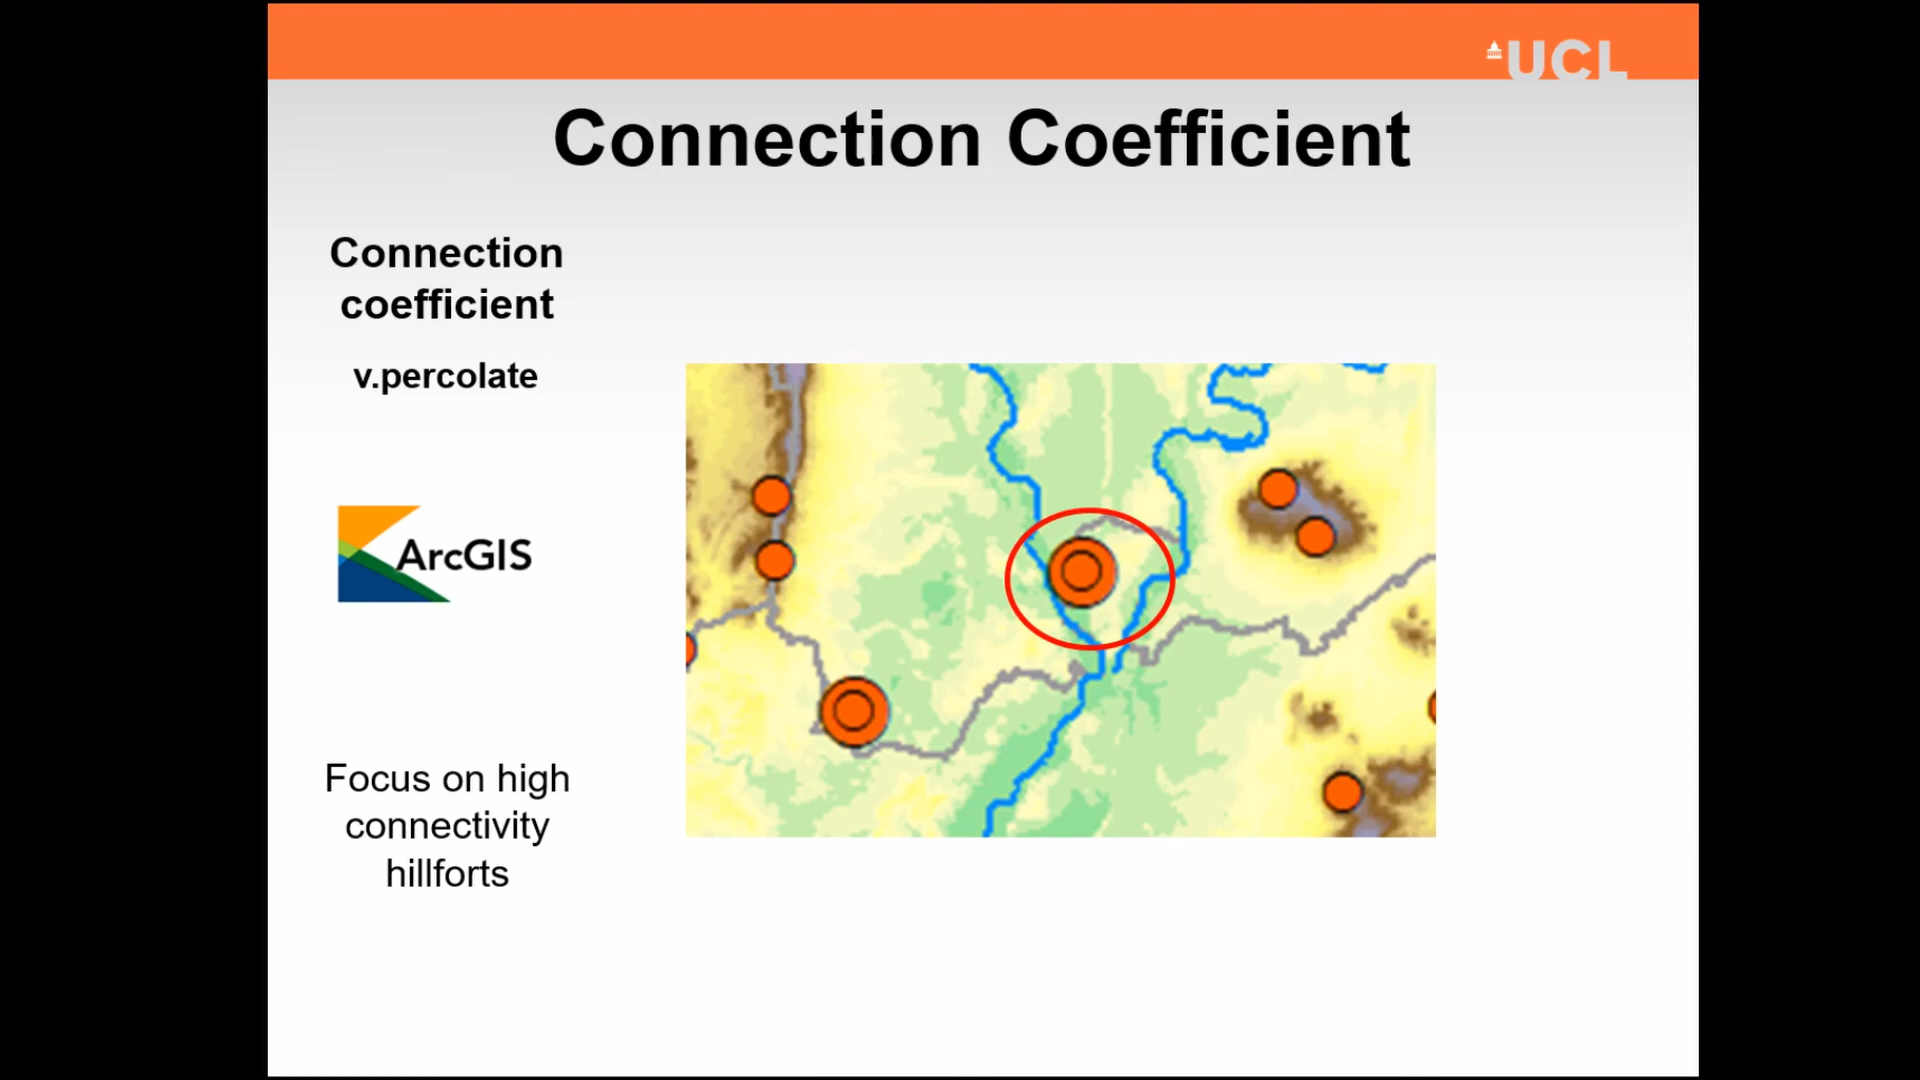 UCL
Connection Coefficient
Connection
coefficient
v.percolate
ArcGIS
Focus on high
connectivity
hillforts